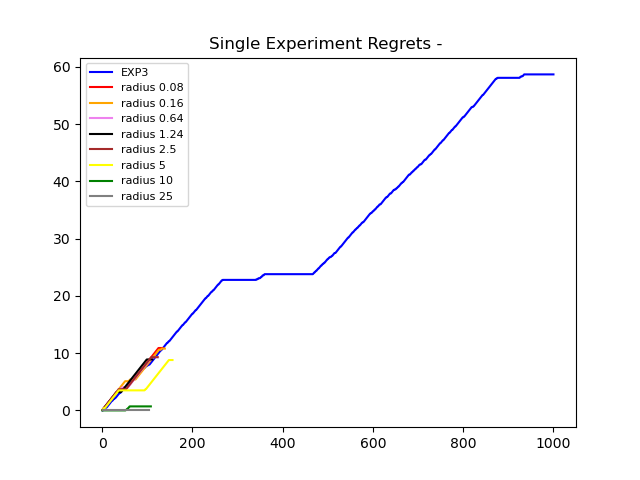 Single Experiment Regrets -
EXP3
radius 0.08
radius 0.16
radius 0.64
radius 1.24
radius 2.5
radius 5
radius 10
radius 25
60
50
40
30
20
10
0
0 200 400 600 800 1000